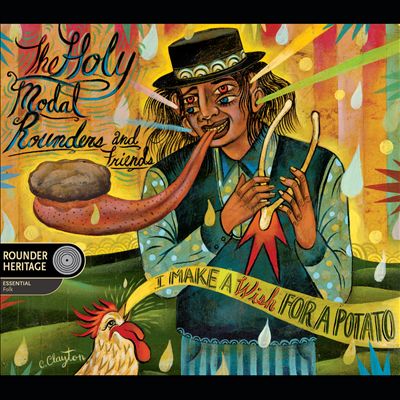 The Holy
Modal
Rounders and
friends
ROUNDER
HERITAGE
ESSENTIAL
Folk
I MAKE A Wish FOR A POTATO
C. Clayton